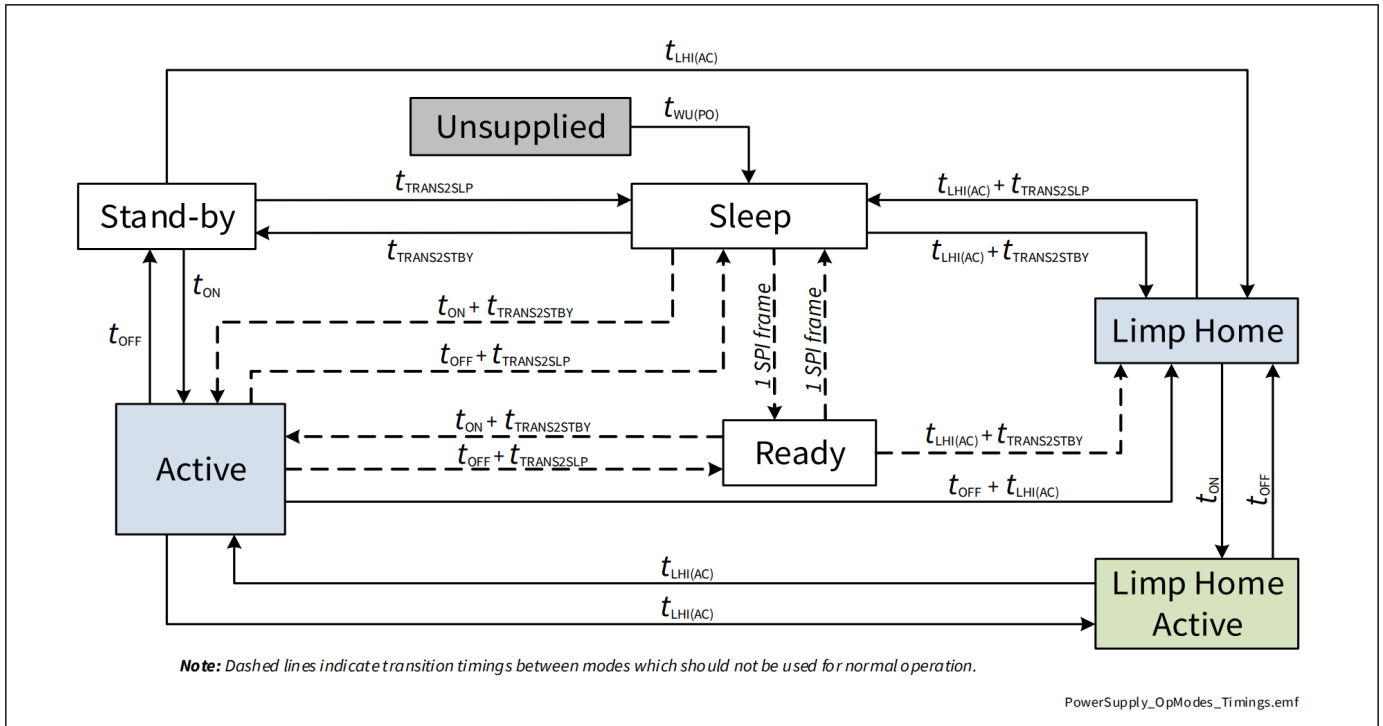 tLHI(AC)
Unsupplied
tWU(PO)
Stand-by
tTRANS2SLP
Sleep
tLHI(AC) + tTRANS2SLP
tTRANS2STBY
tLHI(AC) + tTRANS2STBY
tON
tOFF
tON + tTRANS2STBY
tOFF + tTRANS2SLP
1 SPI frame
1 SPI frame
Limp Home
Active
tON + tTRANS2STBY
tOFF + tTRANS2SLP
Ready
tLHI(AC) + tTRANS2STBY
tOFF + tLHI(AC)
tON
tOFF
tLHI(AC)
tLHI(AC)
Limp Home
Active
Note: Dashed lines indicate transition timings between modes which should not be used for normal operation.
PowerSupply_OpModes_Timings.emf